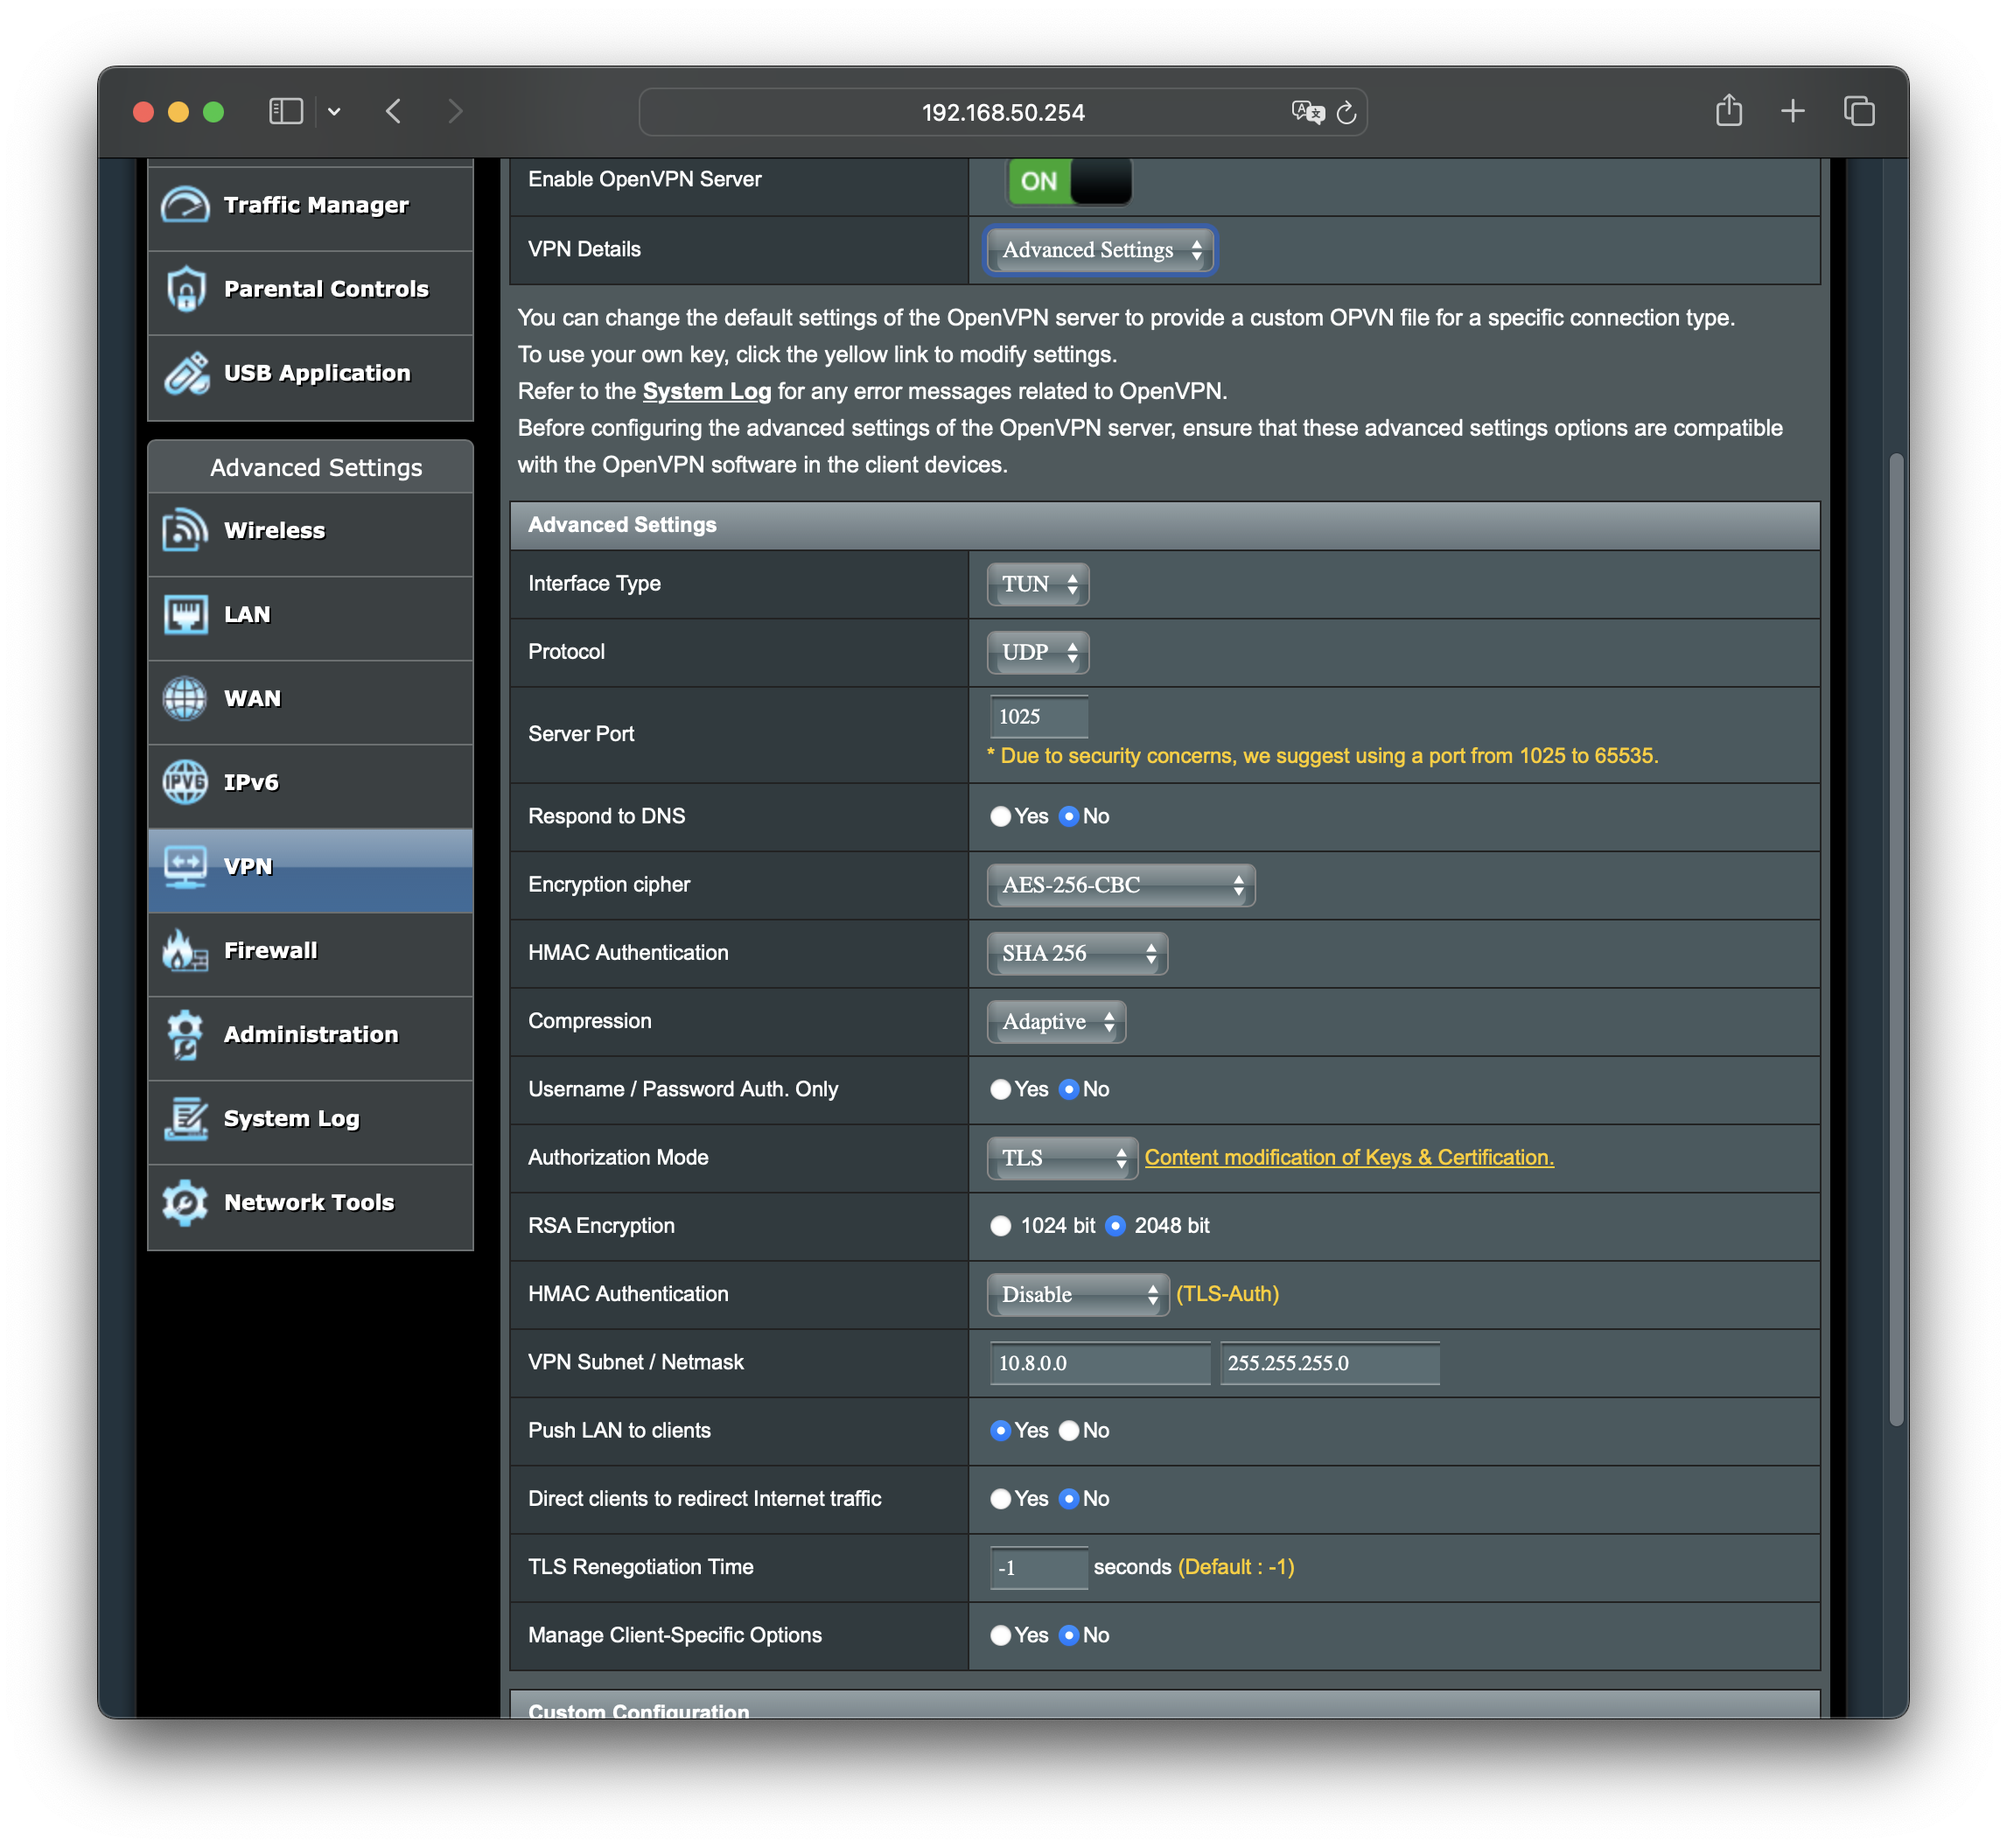 192.168.50.254
Traffic Manager
Parental Controls
USB Application
Advanced Settings
Wireless
LAN
WAN
IPv6
VPN
Firewall
Administration
System Log
Network Tools
Enable OpenVPN Server ON
VPN Details Advanced Settings
You can change the default settings of the OpenVPN server to provide a custom OPVN file for a specific connection type.
To use your own key, click the yellow link to modify settings.
Refer to the System Log for any error messages related to OpenVPN.
Before configuring the advanced settings of the OpenVPN server, ensure that these advanced settings options are compatible
with the OpenVPN software in the client devices.
Advanced Settings
Interface Type TUN
Protocol UDP
Server Port 1025
* Due to security concerns, we suggest using a port from 1025 to 65535.
Respond to DNS Yes No
Encryption cipher AES-256-CBC
HMAC Authentication SHA 256
Compression Adaptive
Username / Password Auth. Only Yes No
Authorization Mode TLS Content modification of Keys & Certification.
RSA Encryption 1024 bit 2048 bit
HMAC Authentication Disable (TLS-Auth)
VPN Subnet / Netmask 10.8.0.0 255.255.255.0
Push LAN to clients Yes No
Direct clients to redirect Internet traffic Yes No
TLS Renegotiation Time -1 seconds (Default : -1)
Manage Client-Specific Options Yes No
Custom Configuration